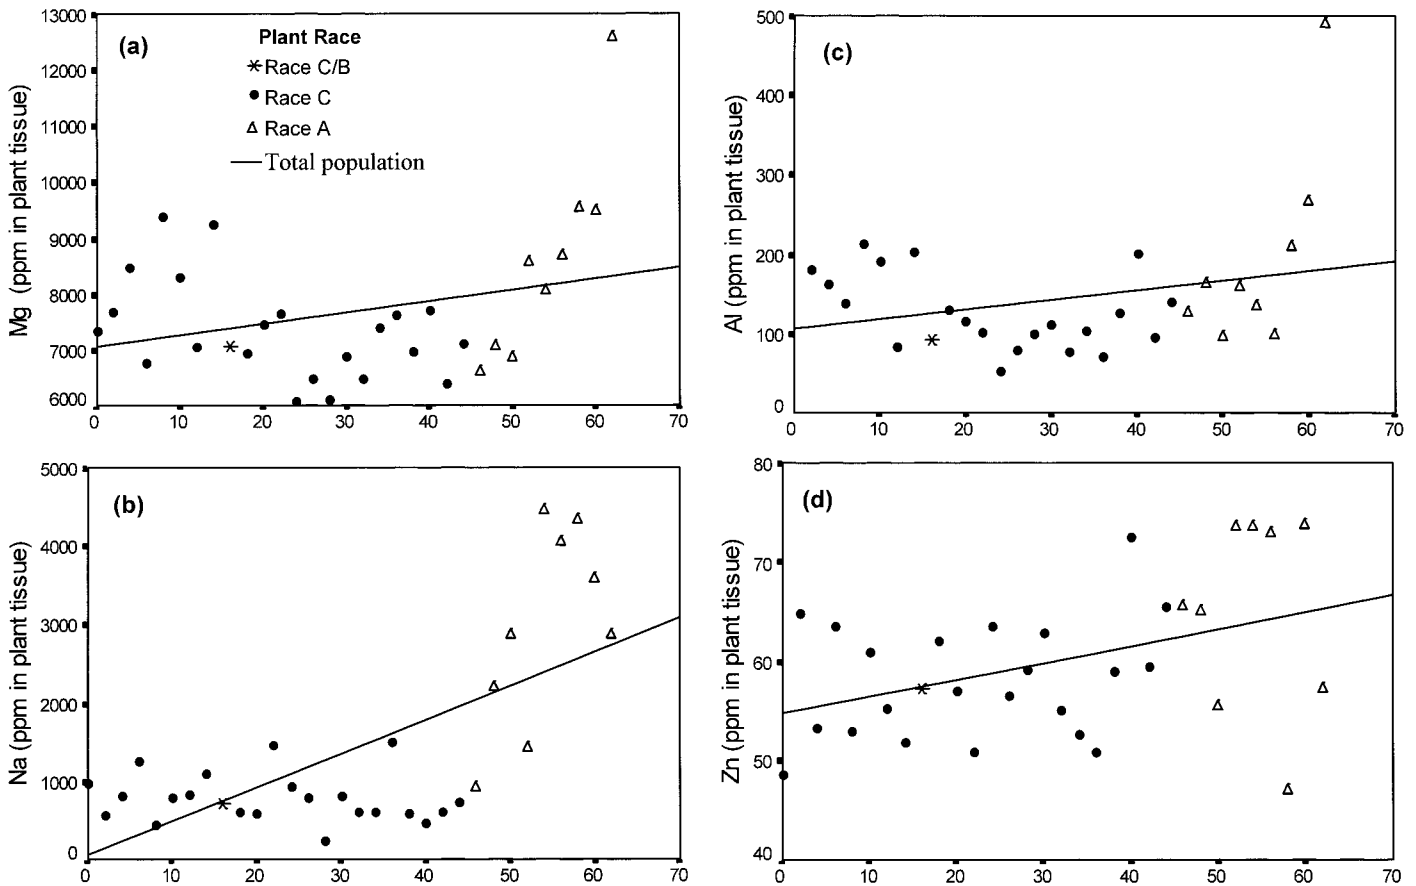 (a)
Plant Race
Race C/B
Race C
Race A
Total population
Mg (ppm in plant tissue)
13000
12000
11000
10000
9000
8000
7000
6000
0 10 20 30 40 50 60 70
(c)
Al (ppm in plant tissue)
500
400
300
200
100
0
0 10 20 30 40 50 60 70
(b)
Na (ppm in plant tissue)
5000
4000
3000
2000
1000
0
0 10 20 30 40 50 60 70
(d)
Zn (ppm in plant tissue)
80
70
60
50
40
0 10 20 30 40 50 60 70